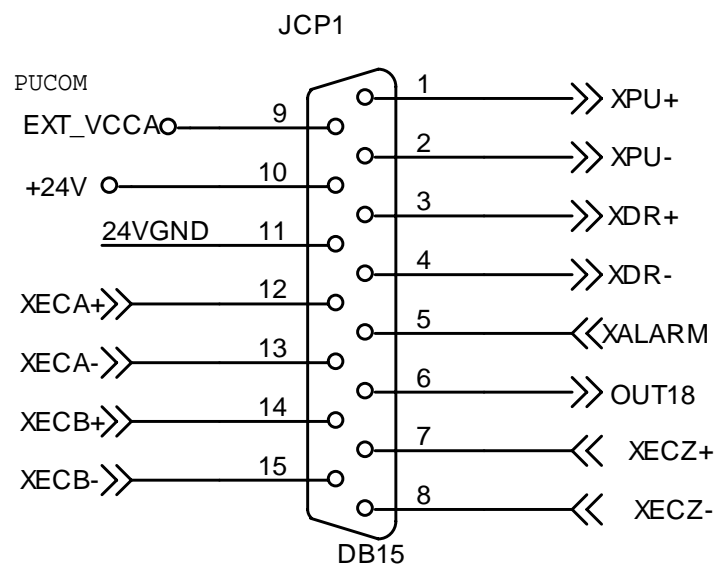 JCP1
PUCOM
1 XPU+
EXT_VCCA 9
2 XPU-
+24V 10
3 XDR+
24VGND 11
4 XDR-
XECA+ 12
5 XALARM
XECA- 13
6 OUT18
XECB+ 14
7 XECZ+
XECB- 15
8 XECZ-
DB15